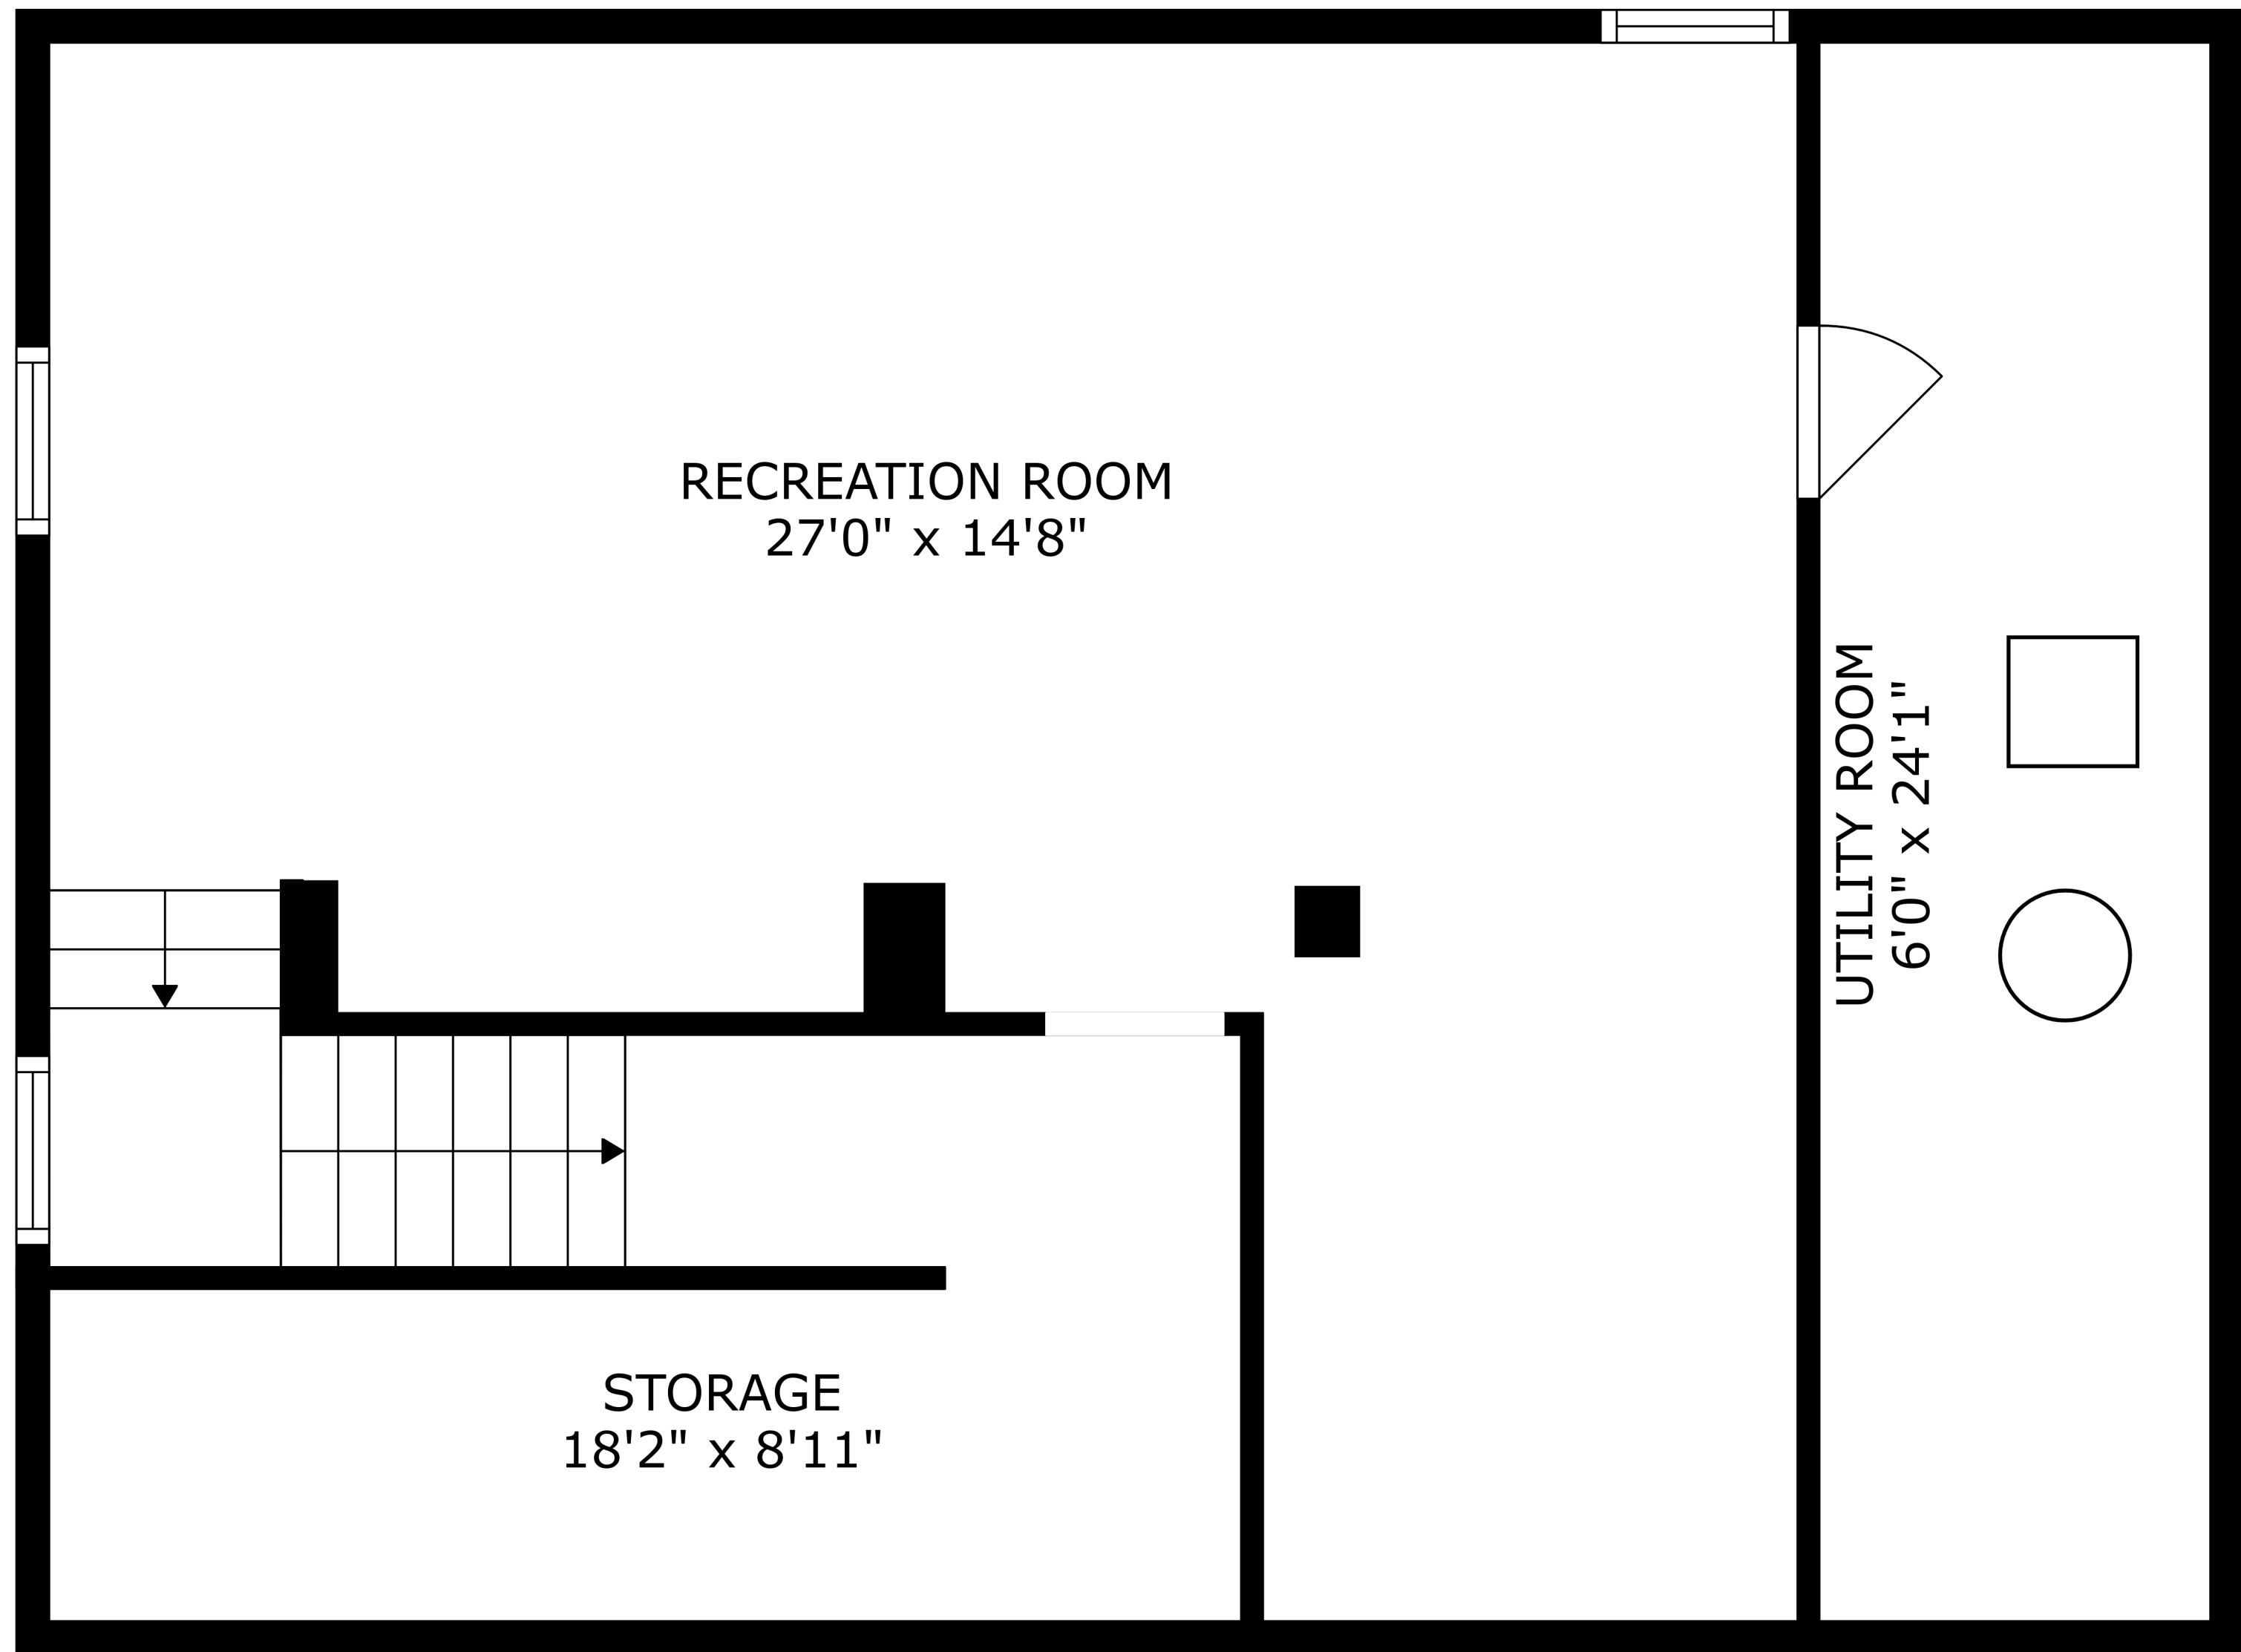 RECREATION ROOM
27'0" x 14'8"
UTILITY ROOM
6'0" x 24'1"
STORAGE
18'2" x 8'11"